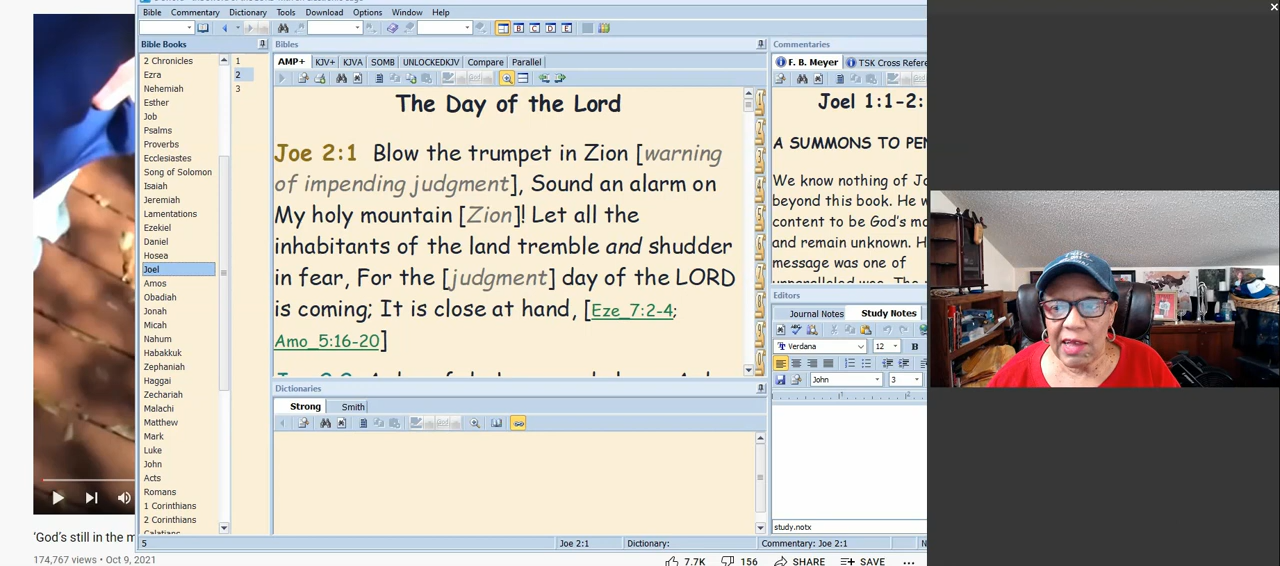 Bible Commentary Dictionary Tools Download Options Window Help
B C D E
Bible Books
2 Chronicles
Ezra
Nehemiah
Esther
Job
Psalms
Proverbs
Ecclesiastes
Song of Solomon
Isaiah
Jeremiah
Lamentations
Ezekiel
Daniel
Hosea
Joel
Amos
Obadiah
Jonah
Micah
Nahum
Habakkuk
Zephaniah
Haggai
Zechariah
Malachi
Matthew
Mark
Luke
John
Acts
Romans
1 Corinthians
2 Corinthians
Galatians
1
2
3
Bibles
AMP+ KJV+ KJVA SOMB UNLOCKEDKJV Compare Parallel
The Day of the Lord
Joe 2:1 Blow the trumpet in Zion [warning
of impending judgment], Sound an alarm on
My holy mountain [Zion]! Let all the
inhabitants of the land tremble and shudder
in fear, For the [judgment] day of the LORD
is coming; It is close at hand, [Eze_7:2-4;
Amo_5:16-20]
Dictionaries
Strong Smith
Commentaries
F. B. Meyer TSK Cross Refere
Joel 1:1-2:
A SUMMONS TO PEN
We know nothing of Jo
beyond this book. He w
content to be God's me
and remain unknown. H
message was one of
Editors
Journal Notes Study Notes
Verdana 12 B
John 3
study.notx
5 Joe 2:1 Dictionary: Commentary: Joe 2:1
'God's still in the m
174,767 views • Oct 9, 2021
7.7K 156 SHARE SAVE